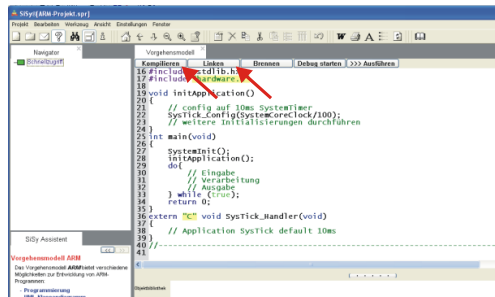 SiSy®[ARM-Projekt.spr]
Projekt Bearbeiten Werkzeug Ansicht Einstellungen Fenster
Navigator
Schnellzugriff
Vorgehensmodell
Kompilieren Linken Brennen Debug starten >>> Ausführen
16 #include <stdlib.h>
17 #include "hardware.
18
19 void initApplication()
20 {
21 // config auf 10ms SystemTimer
22 SysTick_Config(SystemCoreClock/100);
23 // weitere Initialisierungen durchführen
24 }
25 int main(void)
26 {
27 SystemInit();
28 initApplication();
29 do{
30 // Eingabe
31 // Verarbeitung
32 // Ausgabe
33 } while (true);
34 return 0;
35 }
36 extern "C" void SysTick_Handler(void)
37 {
38 // Application SysTick default 10ms
39 }
40 //
41
SiSy Assistent
Vorgehensmodell ARM
Das Vorgehensmodell ARM bietet verschiedene
Möglichkeiten zur Entwicklung von ARM-
Programmen:
- Programmierung
- UML Klassendiagramm
Objektbibliothek